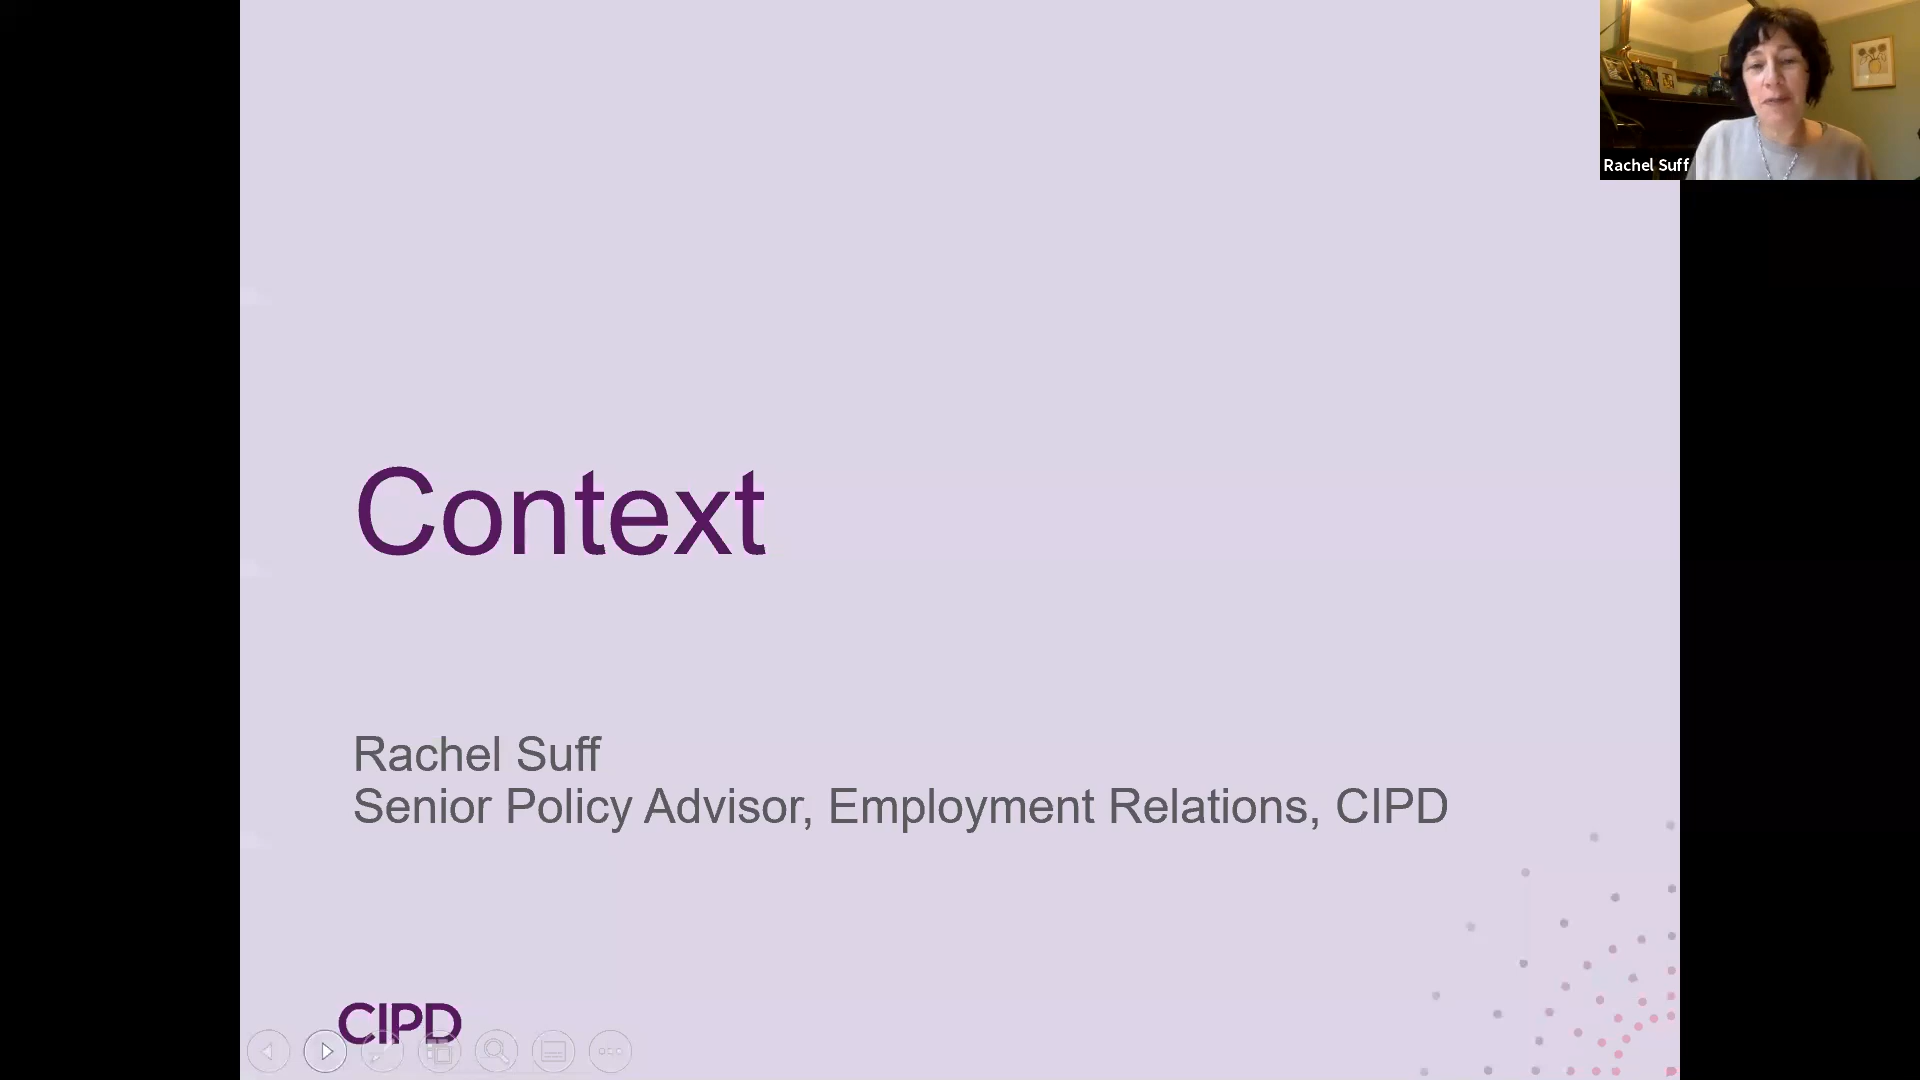 Rachel Suff
Context
Rachel Suff
Senior Policy Advisor, Employment Relations, CIPD
CIPD